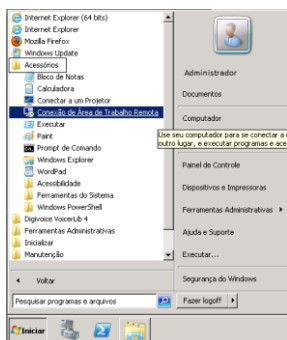 Internet Explorer (64 bits)
Internet Explorer
Mozilla Firefox
Windows Update
Acessórios
Bloco de Notas
Calculadora
Conectar a um Projetor
Conexão de Área de Trabalho Remota
Executar
Paint
Prompt de Comando
Windows Explorer
WordPad
Acessibilidade
Ferramentas do Sistema
Windows PowerShell
Digivoice VoicerLib 4
Ferramentas Administrativas
Inicializar
Manutenção
Voltar
Pesquisar programas e arquivos
Iniciar
Administrador
Documentos
Computador
Use seu computador para se conectar a
outro lugar, e executar programas e ace
Painel de Controle
Dispositivos e Impressoras
Ferramentas Administrativas
Ajuda e Suporte
Executar...
Segurança do Windows
Fazer logoff